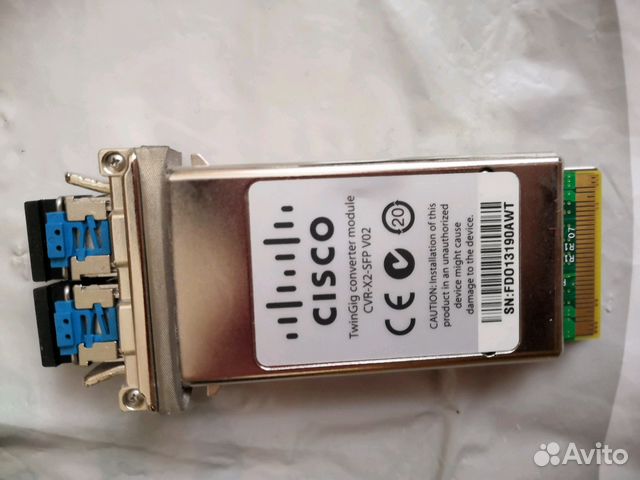 CISCO
TwinGig converter module
CVR-X2-SFP V02
CE
20
CAUTION: Installation of this
product in an unauthorized
device might cause
damage to the device.
SN:FDO13190AWT
Avito